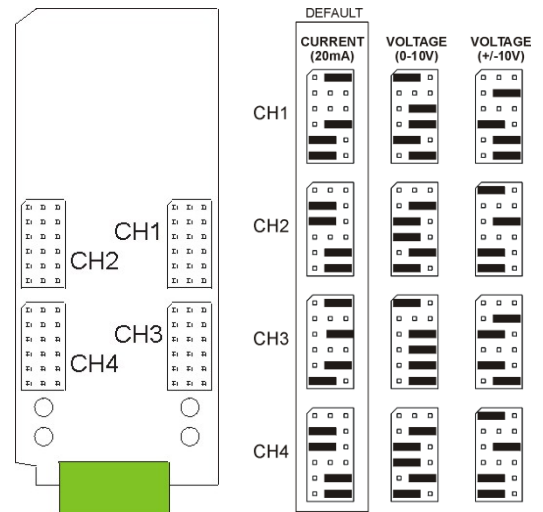 DEFAULT
CURRENT
(20mA)
VOLTAGE
(0-10V)
VOLTAGE
(+/-10V)
CH1
CH2
CH3
CH4
CH1
CH2
CH3
CH4